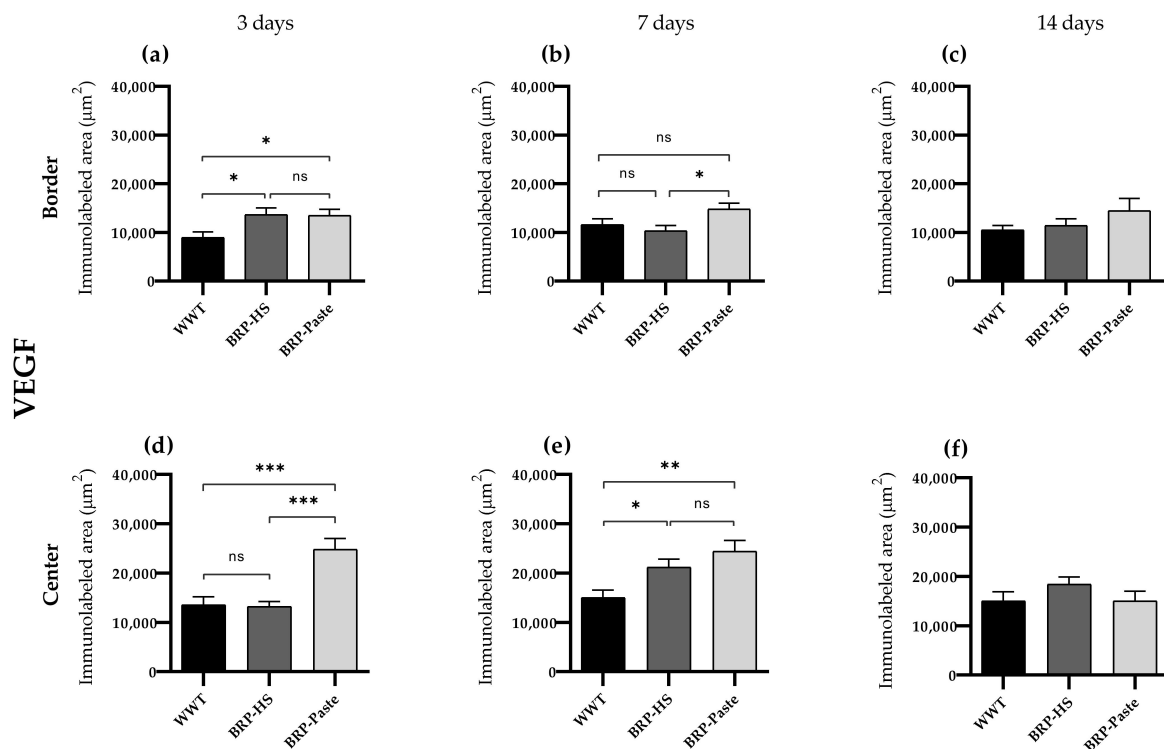 3 days
7 days
14 days
VEGF
Border
(a)
Immunolabeled area (μm²)
40,000
30,000
20,000
10,000
0
*
*
ns
WWT
BRP-HS
BRP-Paste
(b)
Immunolabeled area (μm²)
40,000
30,000
20,000
10,000
0
ns
ns
*
WWT
BRP-HS
BRP-Paste
(c)
Immunolabeled area (μm²)
40,000
30,000
20,000
10,000
0
WWT
BRP-HS
BRP-Paste
Center
(d)
Immunolabeled area (μm²)
40,000
30,000
20,000
10,000
0
***
***
ns
WWT
BRP-HS
BRP-Paste
(e)
Immunolabeled area (μm²)
40,000
30,000
20,000
10,000
0
**
*
ns
WWT
BRP-HS
BRP-Paste
(f)
Immunolabeled area (μm²)
40,000
30,000
20,000
10,000
0
WWT
BRP-HS
BRP-Paste